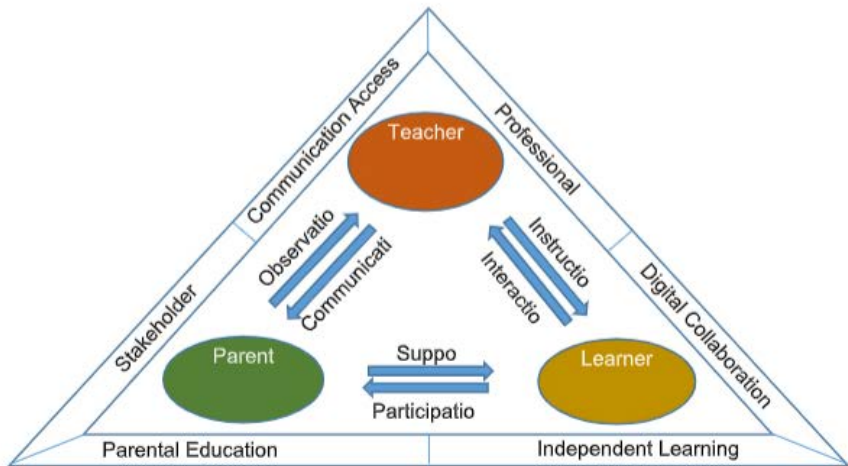 Communication Access
Professional
Teacher
Observatio
Communicati
Instructio
Interactio
Stakeholder
Digital Collaboration
Parent
Suppo
Participatio
Learner
Parental Education
Independent Learning